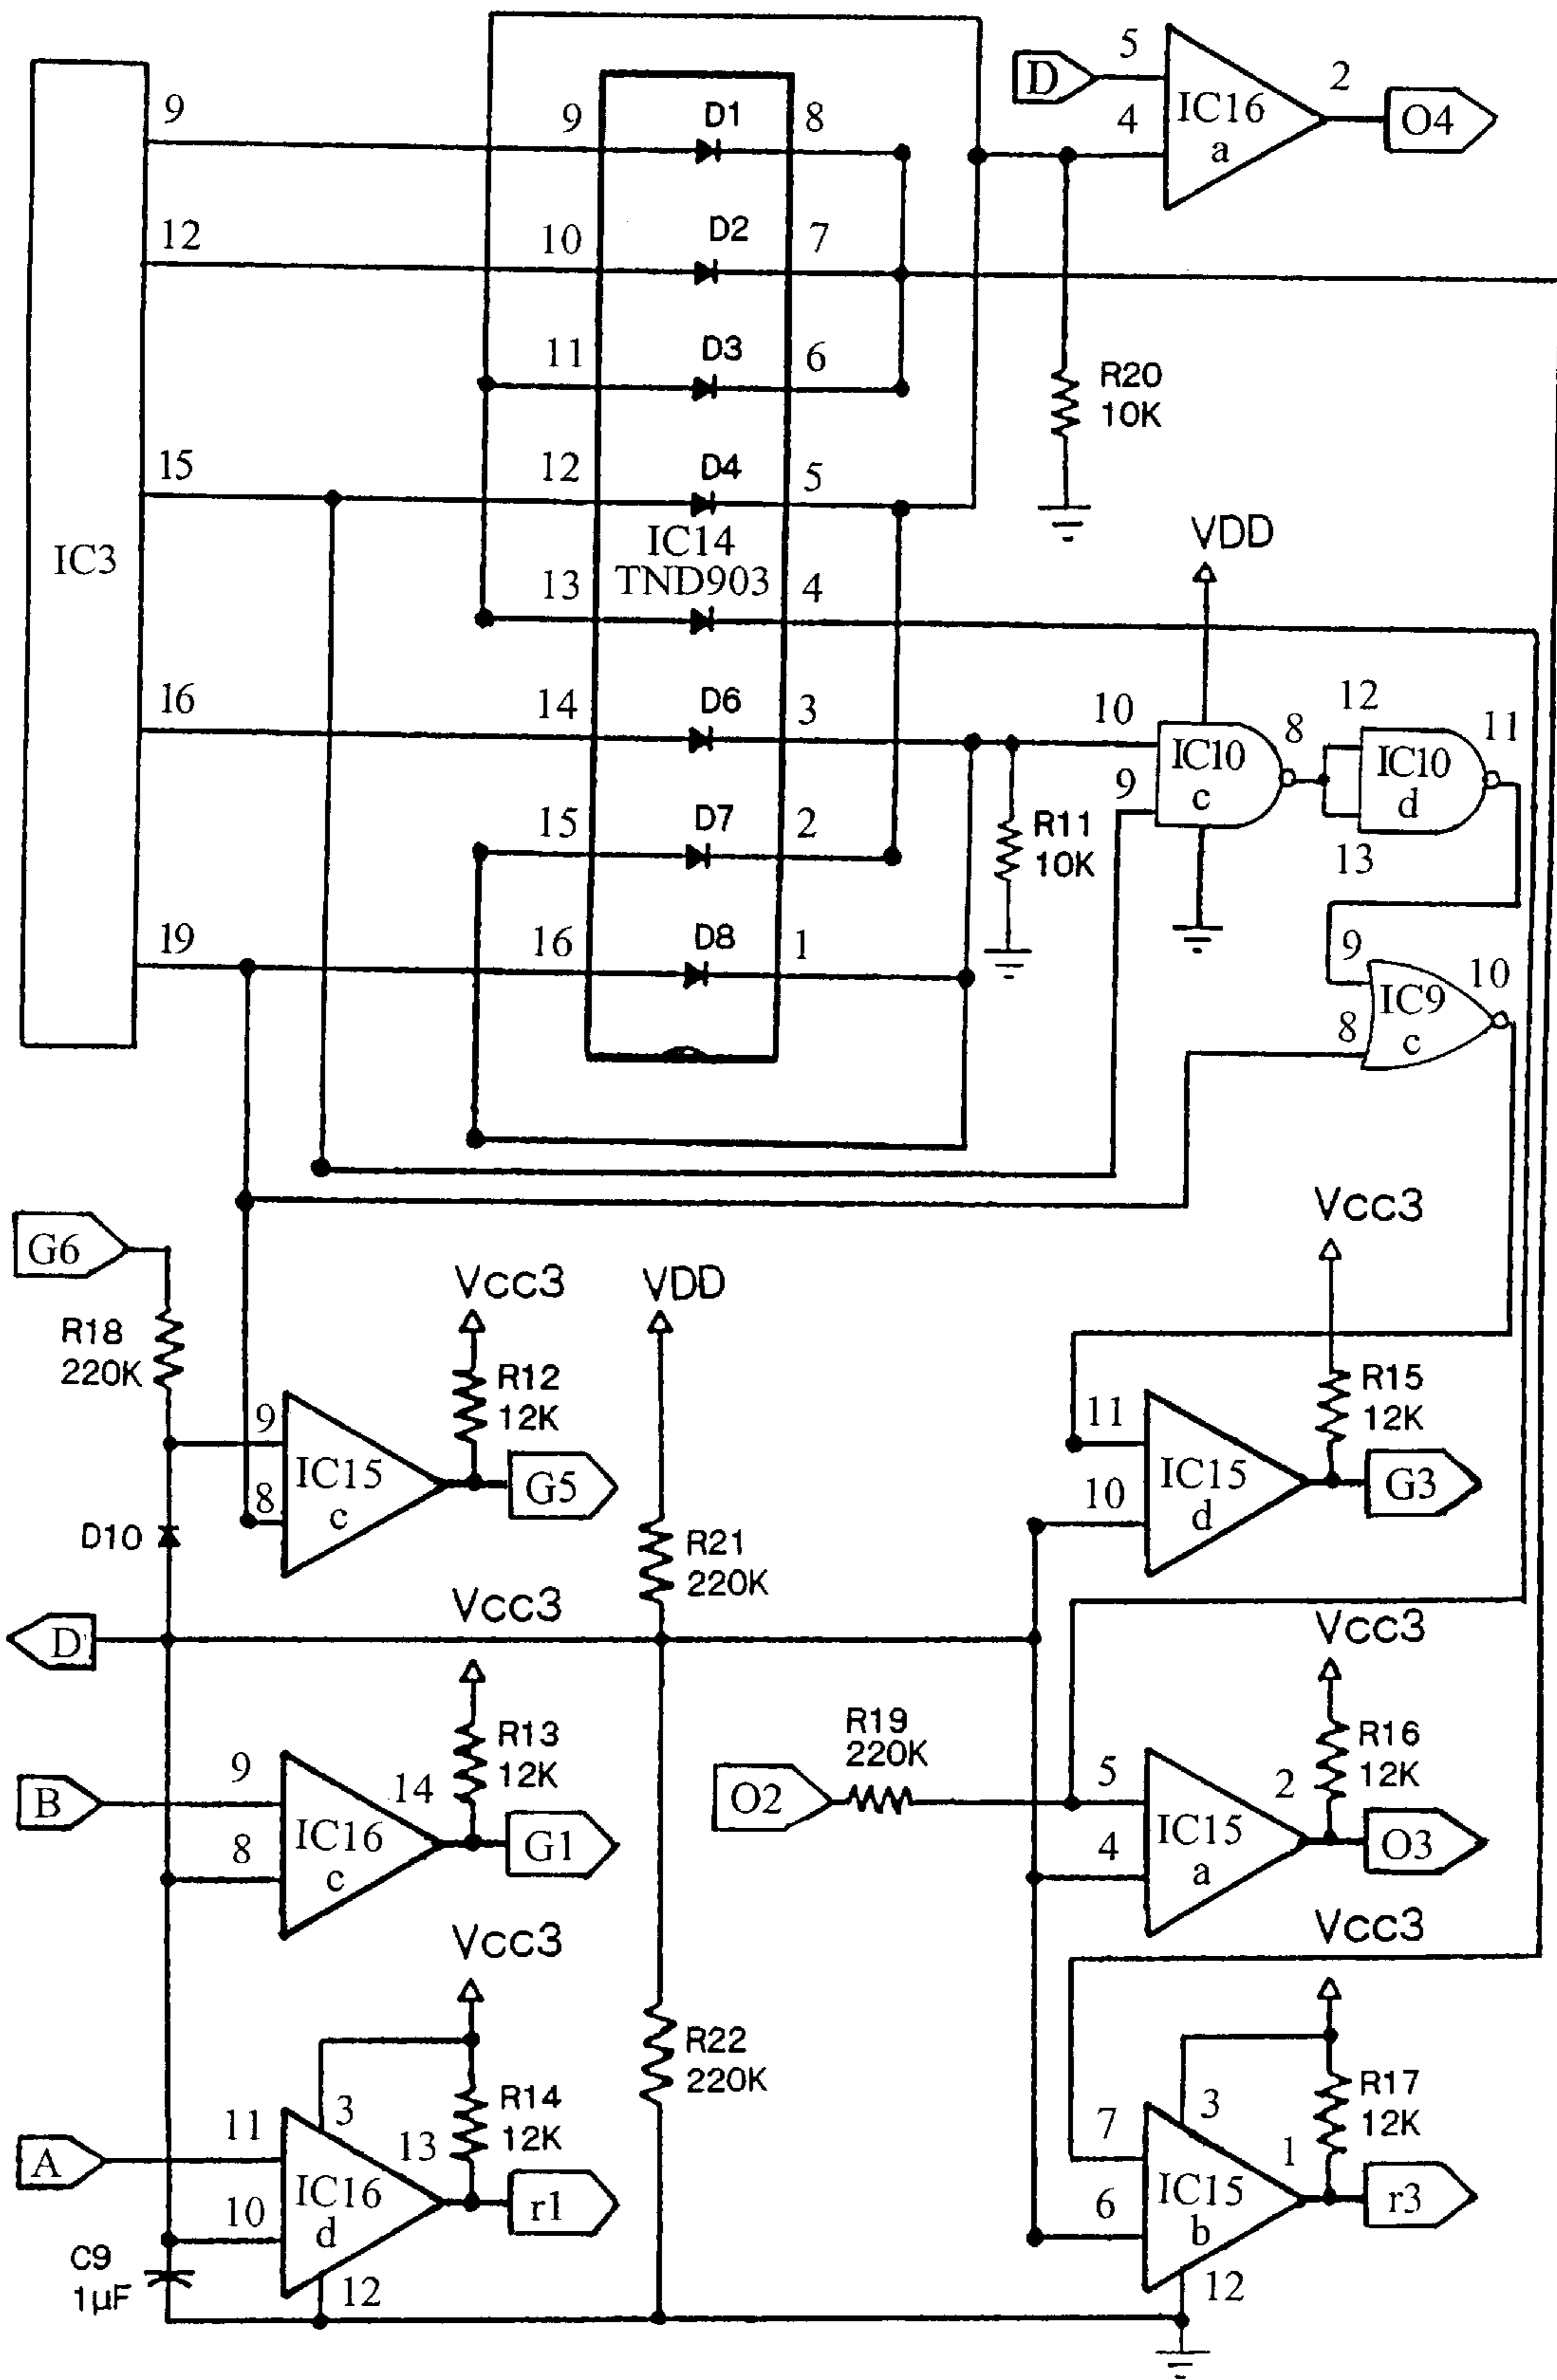 9
9
D1
8
D
5
4
IC16
a
2
O4
12
10
D2
7
11
D3
6
R20
10K
15
12
D4
5
IC3
IC14
TND903
13
4
VDD
16
14
D6
3
10
9
IC10
c
8
12
13
IC10
d
11
15
D7
2
R11
10K
19
16
D8
1
9
8
IC9
c
10
G6
R18
220K
Vcc3
VDD
Vcc3
R12
12K
R15
12K
9
8
IC15
c
G5
11
10
IC15
d
G3
D10
R21
220K
D
Vcc3
Vcc3
R13
12K
R19
220K
R16
12K
B
9
8
IC16
c
14
G1
O2
5
4
IC15
a
2
O3
Vcc3
Vcc3
R22
220K
R14
12K
R17
12K
A
11
10
3
IC16
d
13
12
r1
7
6
3
IC15
b
1
12
r3
C9
1µF